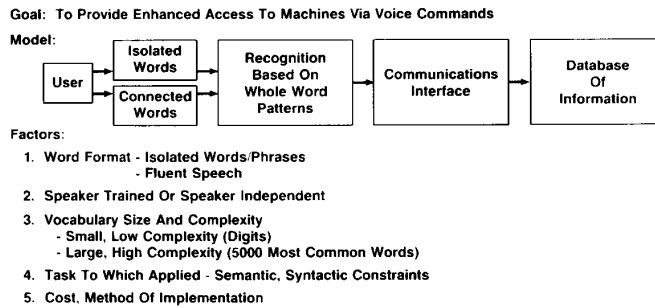 Goal: To Provide Enhanced Access To Machines Via Voice Commands
Model:
User
Isolated
Words
Connected
Words
Recognition
Based On
Whole Word
Patterns
Communications
Interface
Database
Of
Information
Factors:
1. Word Format - Isolated Words/Phrases
- Fluent Speech
2. Speaker Trained Or Speaker Independent
3. Vocabulary Size And Complexity
- Small, Low Complexity (Digits)
- Large, High Complexity (5000 Most Common Words)
4. Task To Which Applied - Semantic, Syntactic Constraints
5. Cost, Method Of Implementation